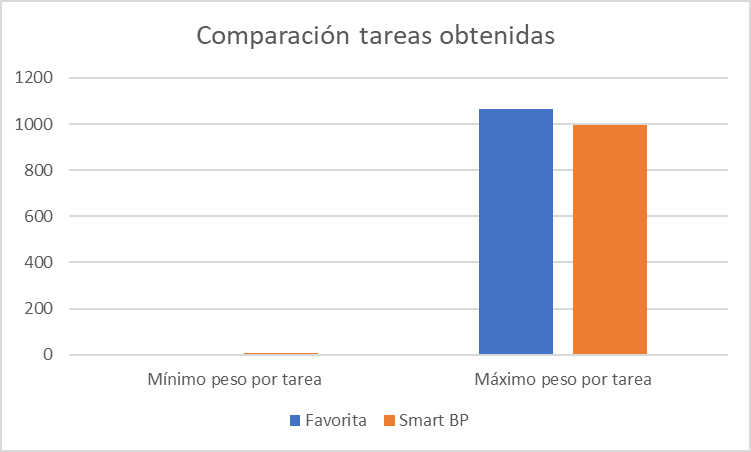 Comparación tareas obtenidas
1200
1000
800
600
400
200
0
Mínimo peso por tarea
Máximo peso por tarea
Favorita
Smart BP